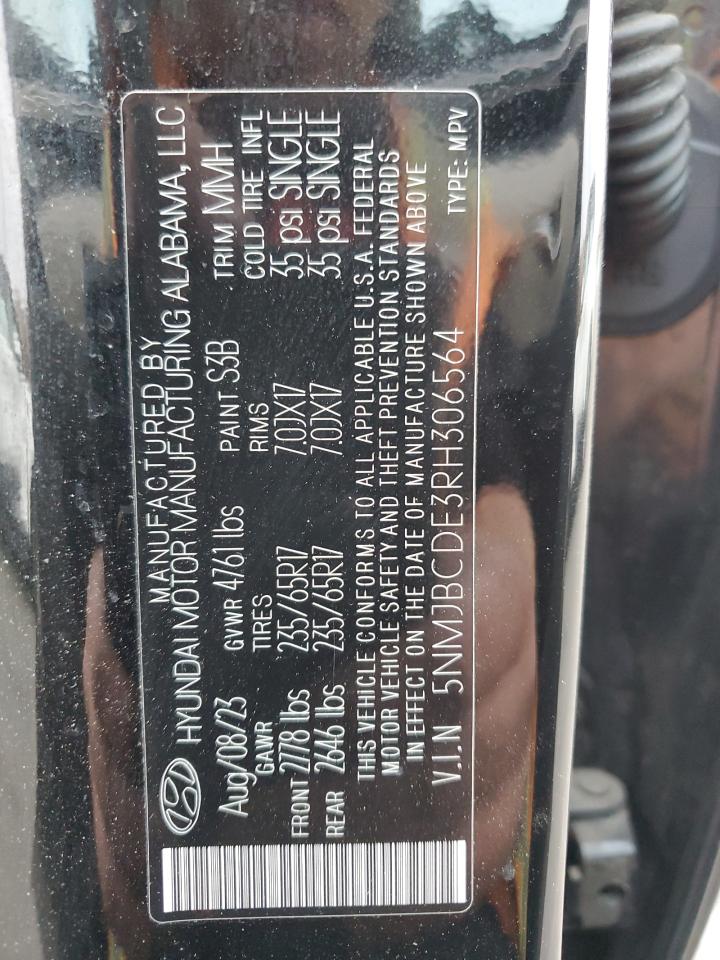 MANUFACTURED BY
HYUNDAI MOTOR MANUFACTURING ALABAMA, LLC
Aug/08/23 GVWR 4761 lbs PAINT S3B TRIM MMH
GAWR TIRES RIMS COLD TIRE INFL
FRONT 2778 lbs 235/65R17 7.0JX17 35 psi SINGLE
REAR 2646 lbs 235/65R17 7.0JX17 35 psi SINGLE
THIS VEHICLE CONFORMS TO ALL APPLICABLE U.S.A. FEDERAL
MOTOR VEHICLE SAFETY AND THEFT PREVENTION STANDARDS
IN EFFECT ON THE DATE OF MANUFACTURE SHOWN ABOVE
V.I.N 5NMJBCDE3RH306564 TYPE: MPV